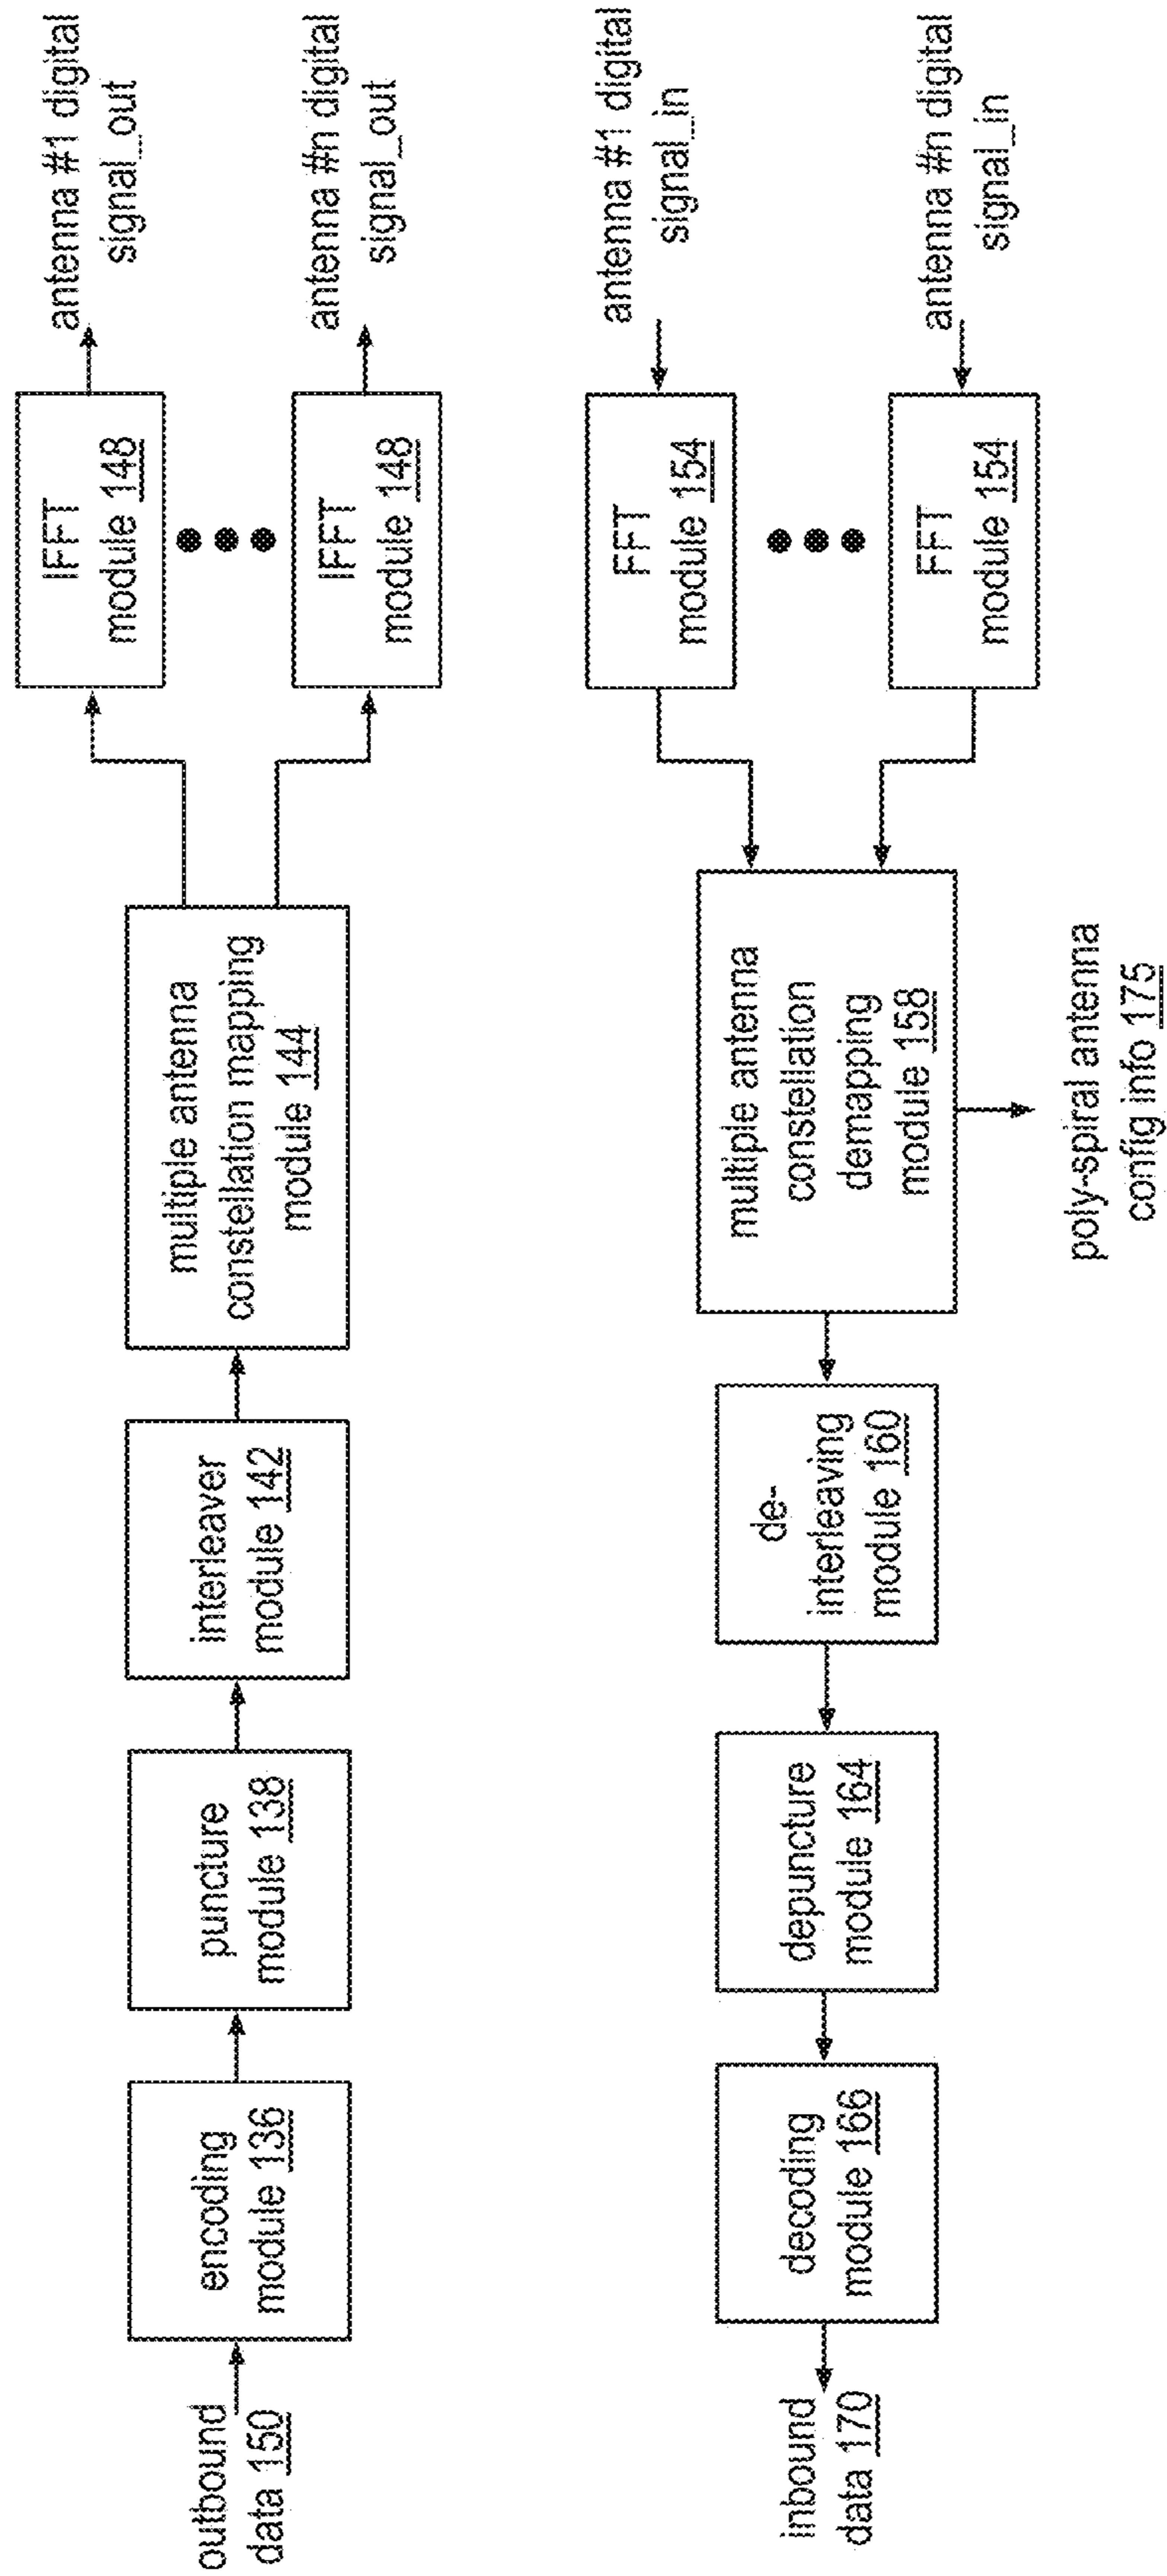 outbound
data 150
encoding
module 136
puncture
module 138
interleaver
module 142
multiple antenna
constellation mapping
module 144
IFFT
module 148
antenna #1 digital
signal_out
IFFT
module 148
antenna #n digital
signal_out
inbound
data 170
decoding
module 166
depuncture
module 164
de-
interleaving
module 160
multiple antenna
constellation
demapping
module 158
FFT
module 154
antenna #1 digital
signal_in
FFT
module 154
antenna #n digital
signal_in
poly-spiral antenna
config info 175